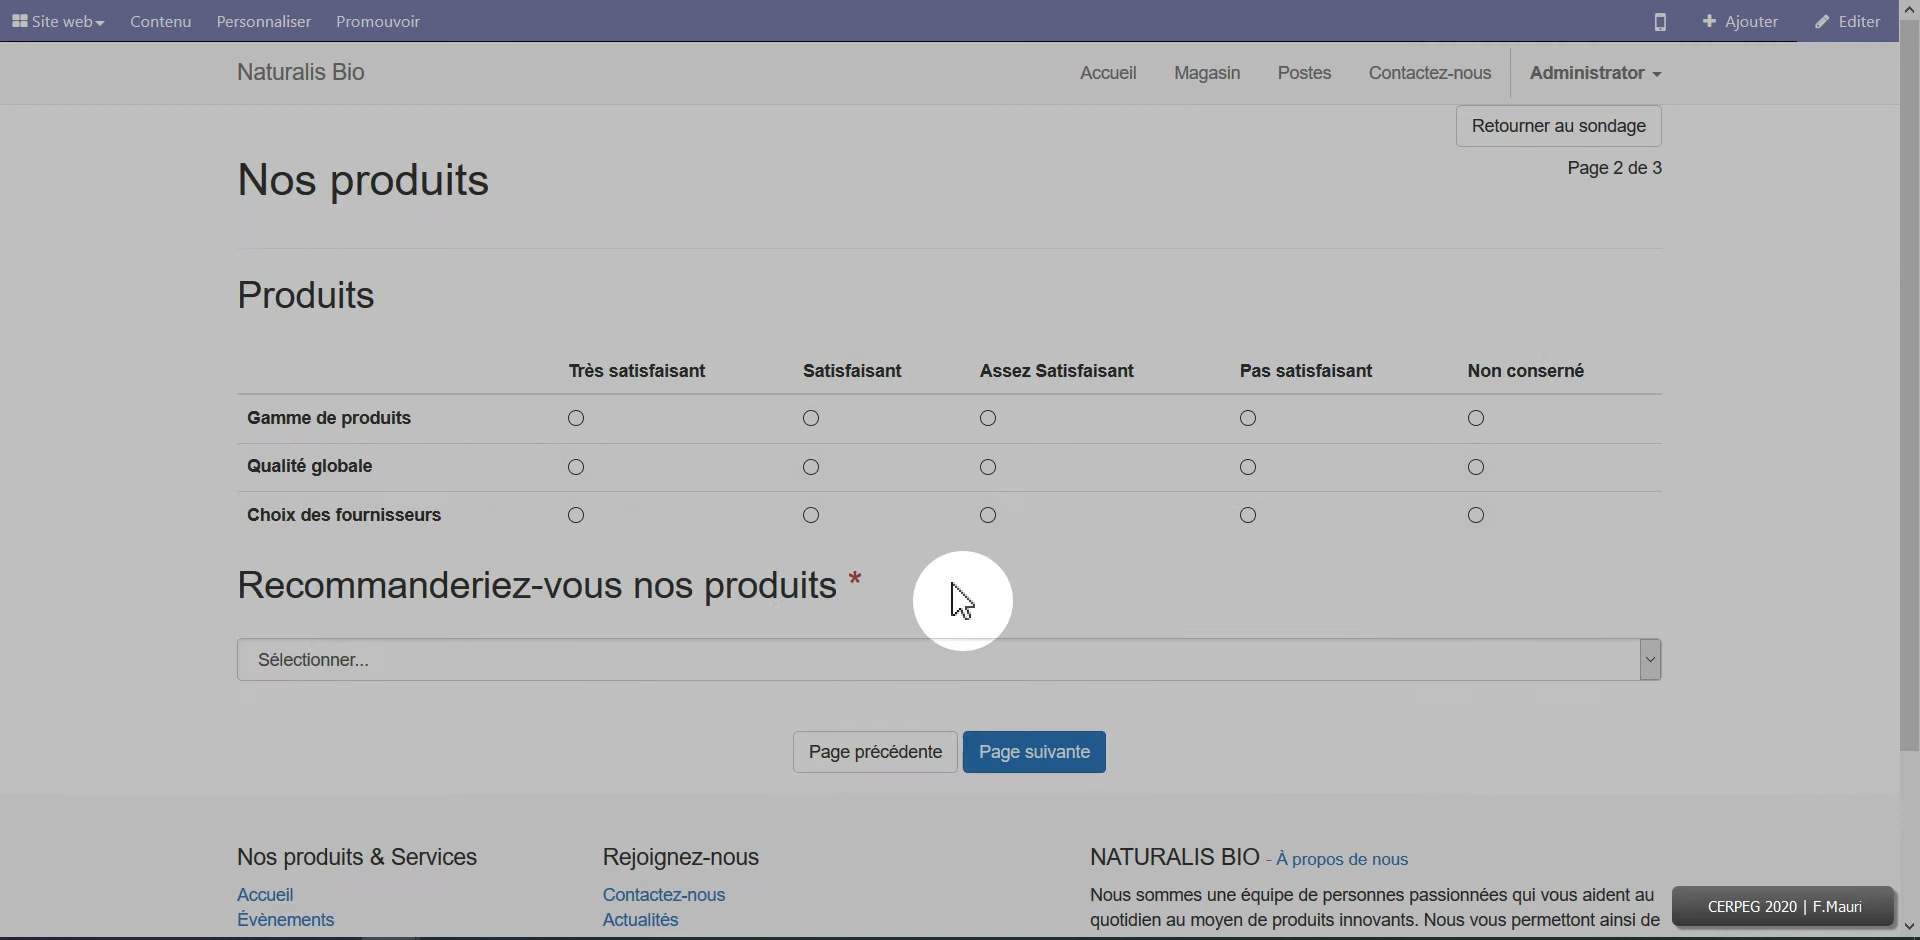 Site web Contenu Personnaliser Promouvoir Ajouter Editer
Naturalis Bio Accueil Magasin Postes Contactez-nous Administrator
Retourner au sondage
Page 2 de 3
Nos produits
Produits
Très satisfaisant Satisfaisant Assez Satisfaisant Pas satisfaisant Non conserné
Gamme de produits
Qualité globale
Choix des fournisseurs
Recommanderiez-vous nos produits *
Sélectionner...
Page précédente Page suivante
Nos produits & Services Rejoignez-nous NATURALIS BIO - À propos de nous
Accueil Contactez-nous Nous sommes une équipe de personnes passionnées qui vous aident au
Évènements Actualités quotidien au moyen de produits innovants. Nous vous permettont ainsi de
CERPEG 2020 | F.Mauri